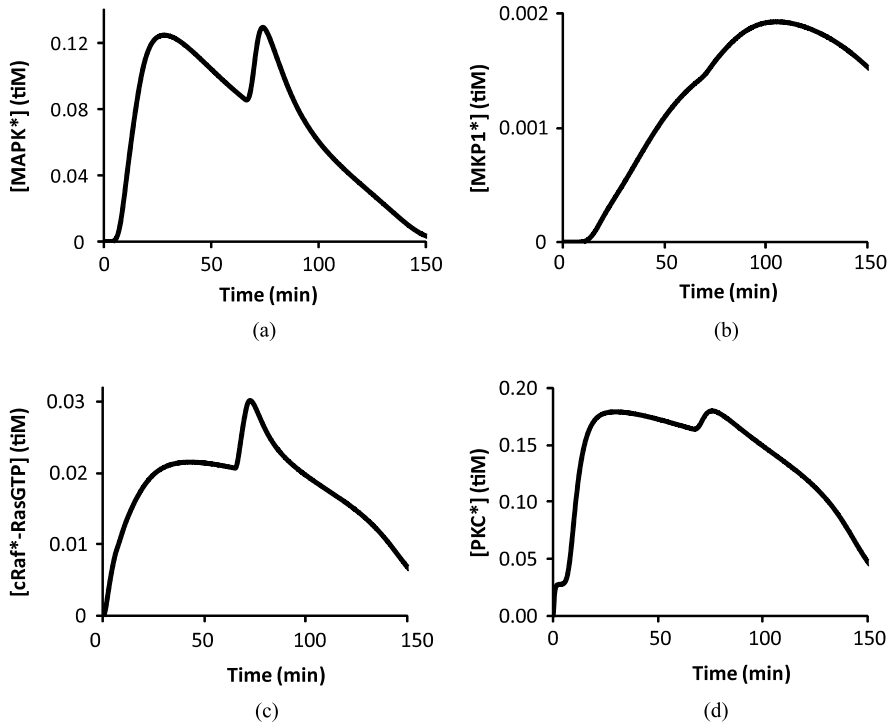 [MAPK*] (tiM)
0.12
0.08
0.04
0
0 50 100 150
Time (min)
(a)
[MKP1*] (tiM)
0.002
0.001
0
0 50 100 150
Time (min)
(b)
[cRaf*-RasGTP] (tiM)
0.03
0.02
0.01
0
0 50 100 150
Time (min)
(c)
[PKC*] (tiM)
0.20
0.15
0.10
0.05
0.00
0 50 100 150
Time (min)
(d)